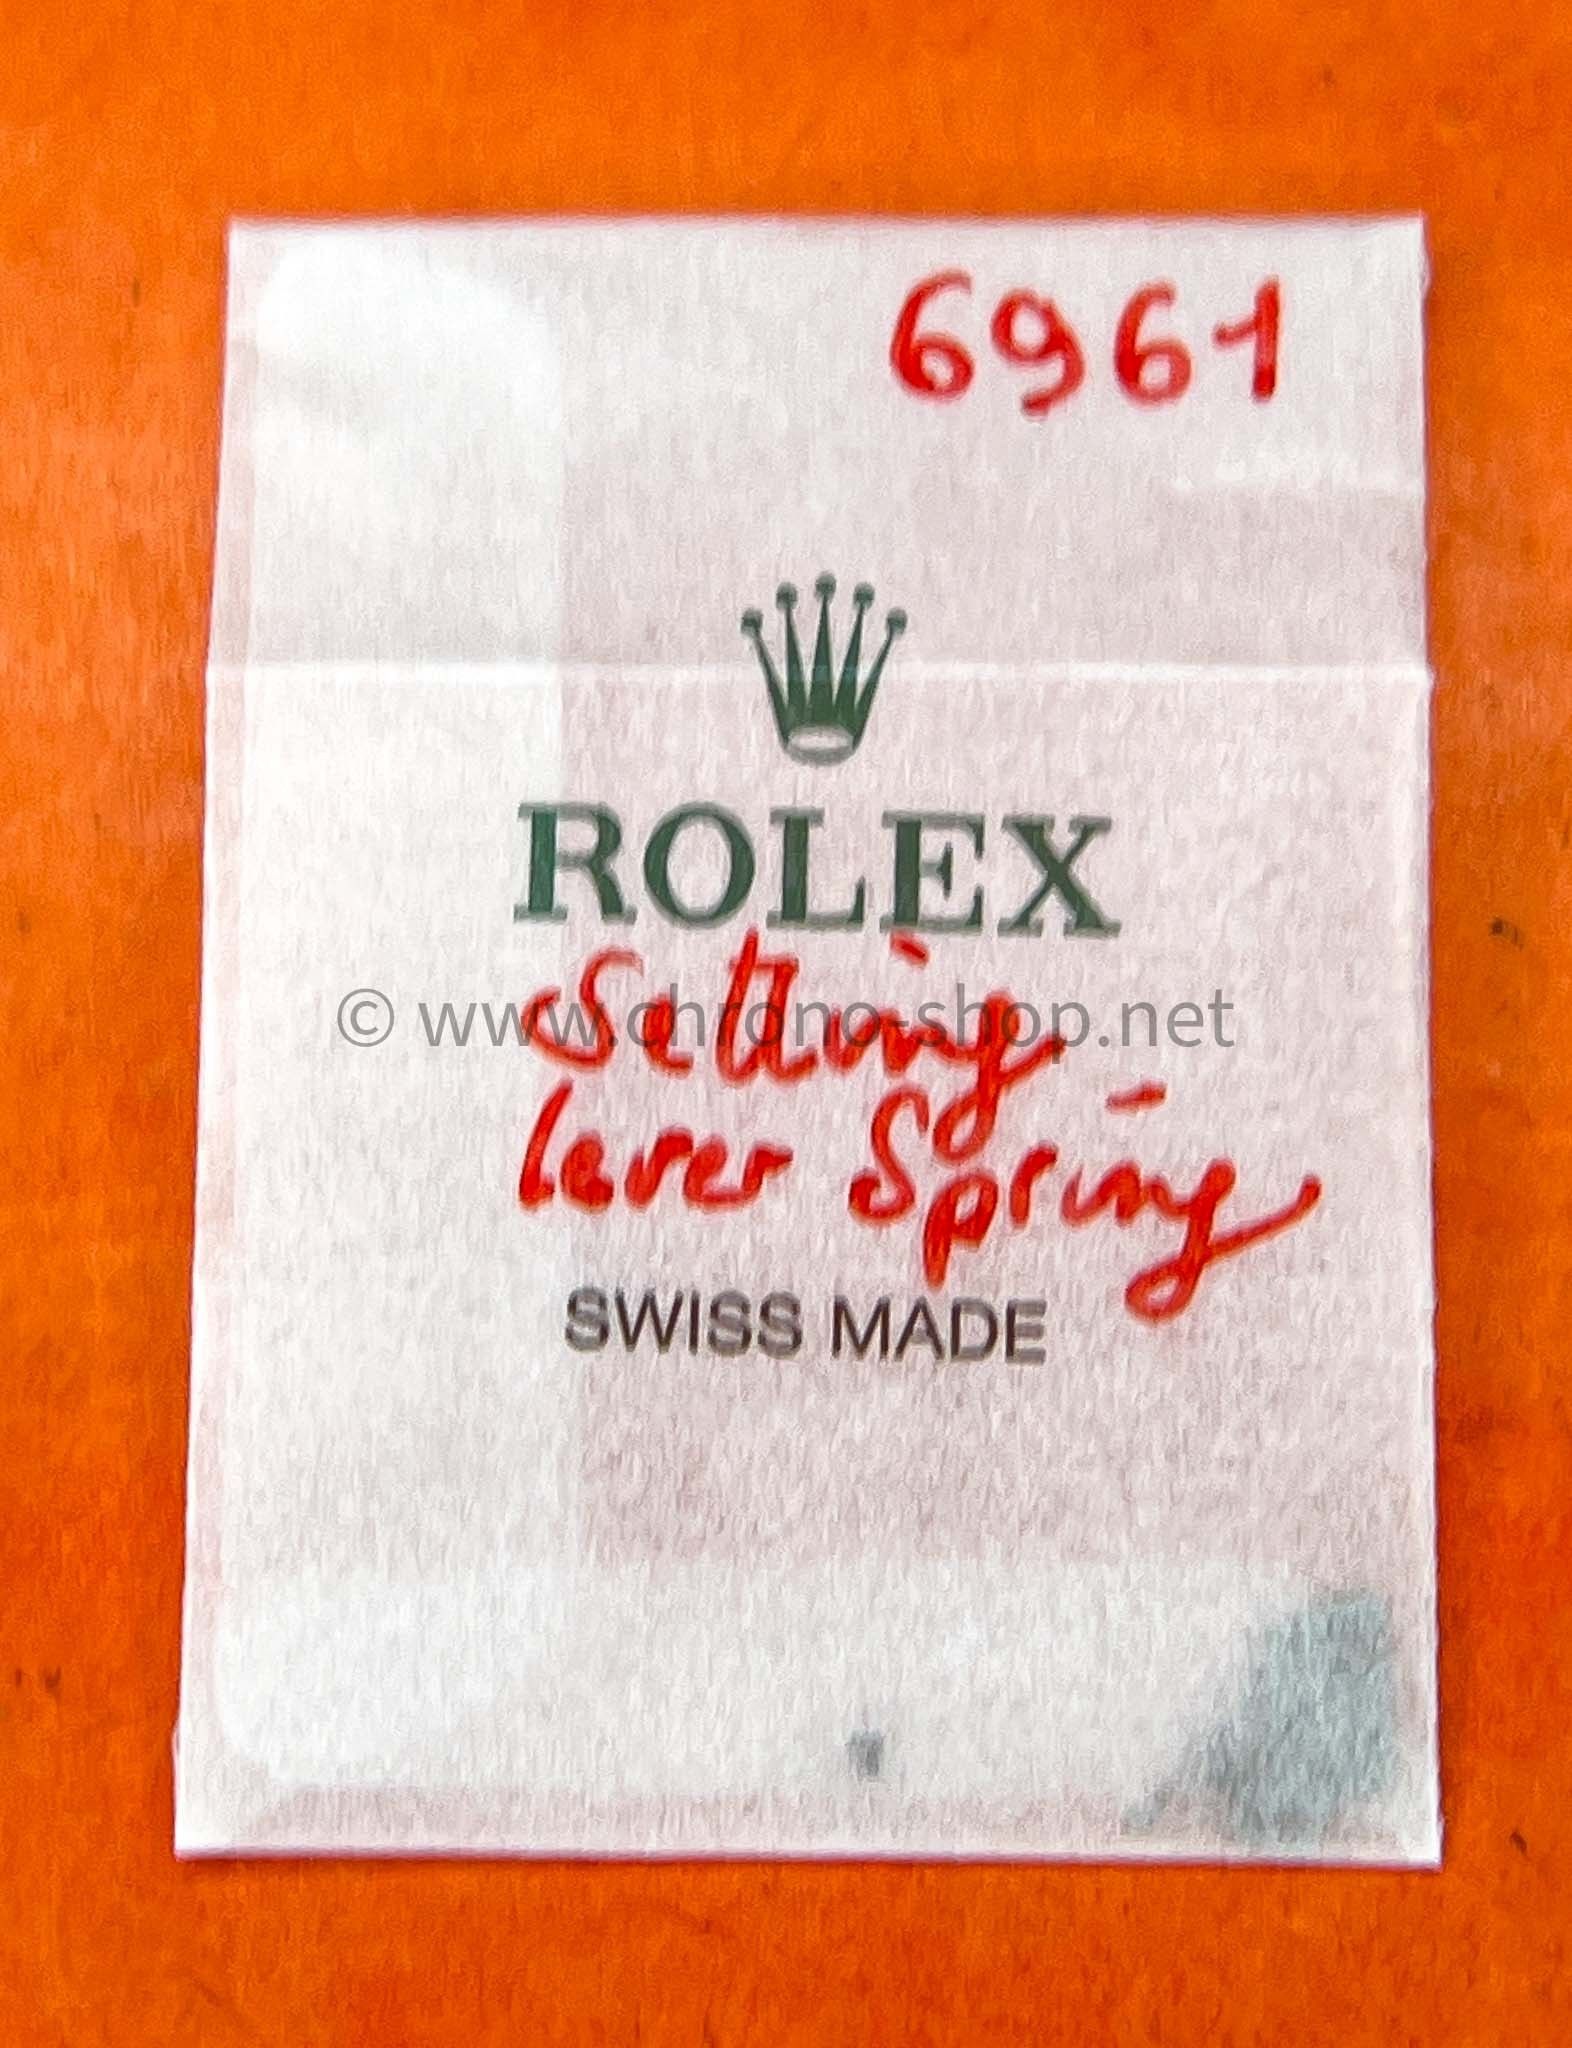 6961
ROLEX
Setting
© www.chrono-shop.net
lever Spring
SWISS MADE